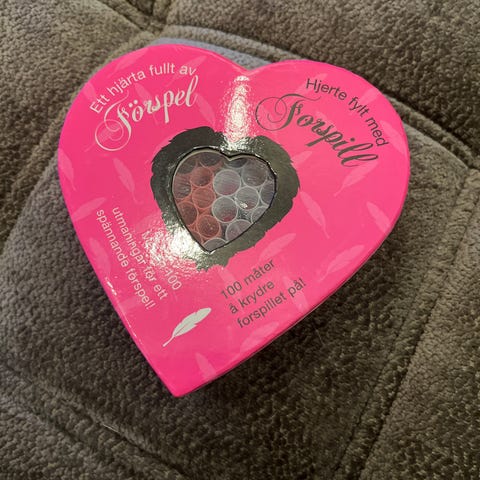 Ett hjärta fullt av
Förspel
Hjerte fylt med
Forspill
100
utmaningar för ett
spännande förspel!
100 måter
å krydre
forspillet på!